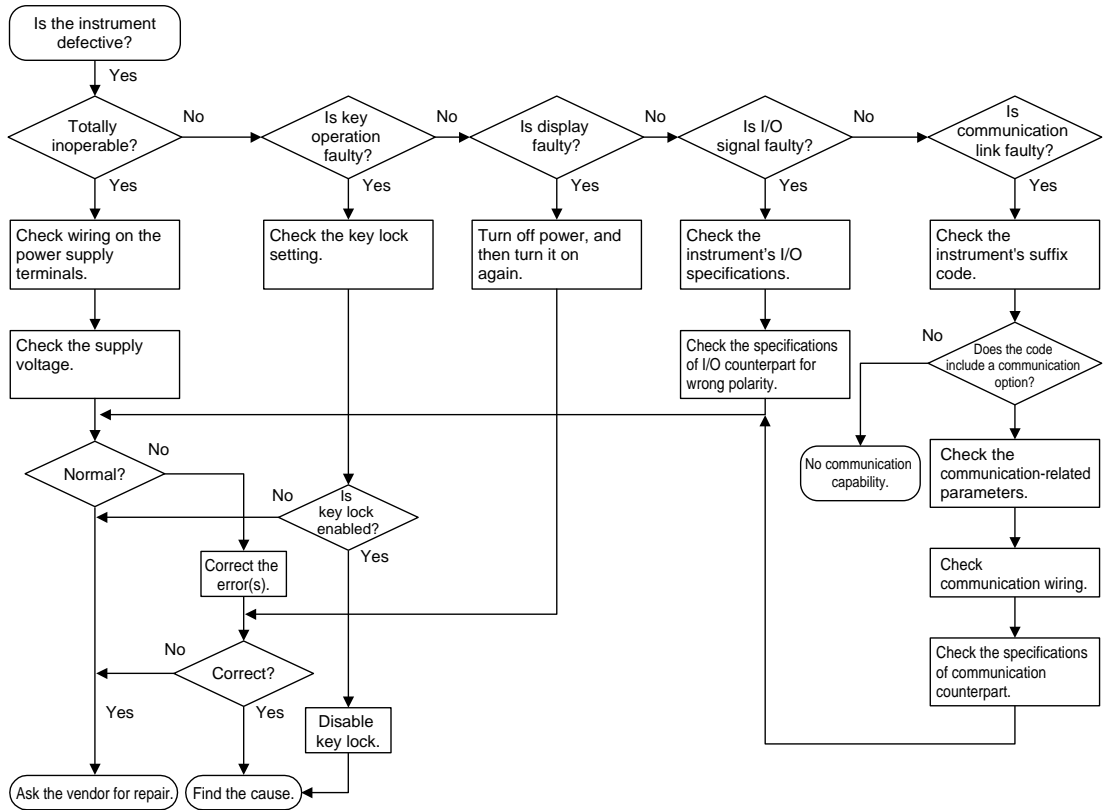 Is the instrument
defective?
Yes
Totally
inoperable?
No
Is key
operation
faulty?
No
Is display
faulty?
No
Is I/O
signal faulty?
No
Is
communication
link faulty?
Yes
Yes
Yes
Yes
Yes
Check wiring on the
power supply
terminals.
Check the key lock
setting.
Turn off power, and
then turn it on
again.
Check the
instrument's I/O
specifications.
Check the
instrument's suffix
code.
Check the supply
voltage.
Check the specifications
of I/O counterpart for
wrong polarity.
No
Does the code
include a communication
option?
Normal?
No
No communication
capability.
Check the
communication-related
parameters.
No
Is
key lock
enabled?
Yes
Correct the
error(s).
Check
communication wiring.
No
Correct?
Check the specifications
of communication
counterpart.
Yes
Yes
Disable
key lock.
Ask the vendor for repair.
Find the cause.